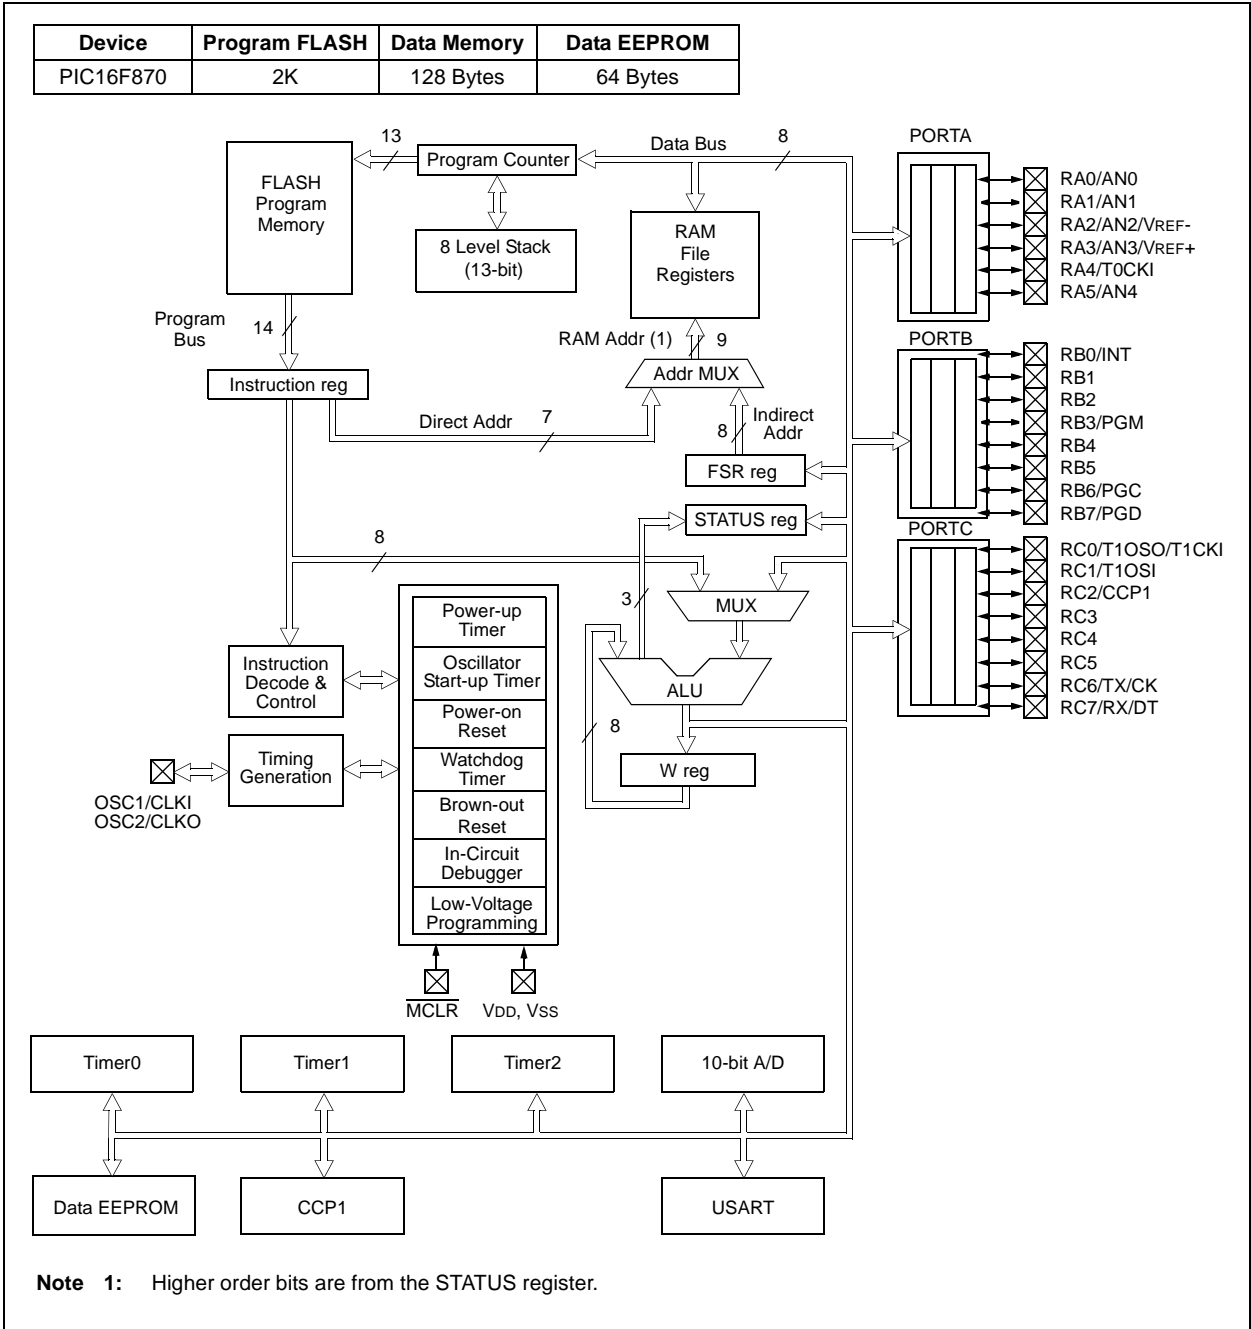 Device Program FLASH Data Memory Data EEPROM
PIC16F870 2K 128 Bytes 64 Bytes
13
Program Counter
Data Bus
8
PORTA
FLASH
Program
Memory
8 Level Stack
(13-bit)
RAM
File
Registers
RA0/AN0
RA1/AN1
RA2/AN2/VREF-
RA3/AN3/VREF+
RA4/T0CKI
RA5/AN4
Program
Bus
14
RAM Addr (1)
9
PORTB
Instruction reg
Addr MUX
Direct Addr
7
8
Indirect
Addr
FSR reg
STATUS reg
RB0/INT
RB1
RB2
RB3/PGM
RB4
RB5
RB6/PGC
RB7/PGD
PORTC
8
3
MUX
ALU
8
W reg
RC0/T1OSO/T1CKI
RC1/T1OSI
RC2/CCP1
RC3
RC4
RC5
RC6/TX/CK
RC7/RX/DT
Instruction
Decode &
Control
Timing
Generation
OSC1/CLKI
OSC2/CLKO
Power-up
Timer
Oscillator
Start-up Timer
Power-on
Reset
Watchdog
Timer
Brown-out
Reset
In-Circuit
Debugger
Low-Voltage
Programming
MCLR
VDD, VSS
Timer0
Timer1
Timer2
10-bit A/D
Data EEPROM
CCP1
USART
Note 1: Higher order bits are from the STATUS register.